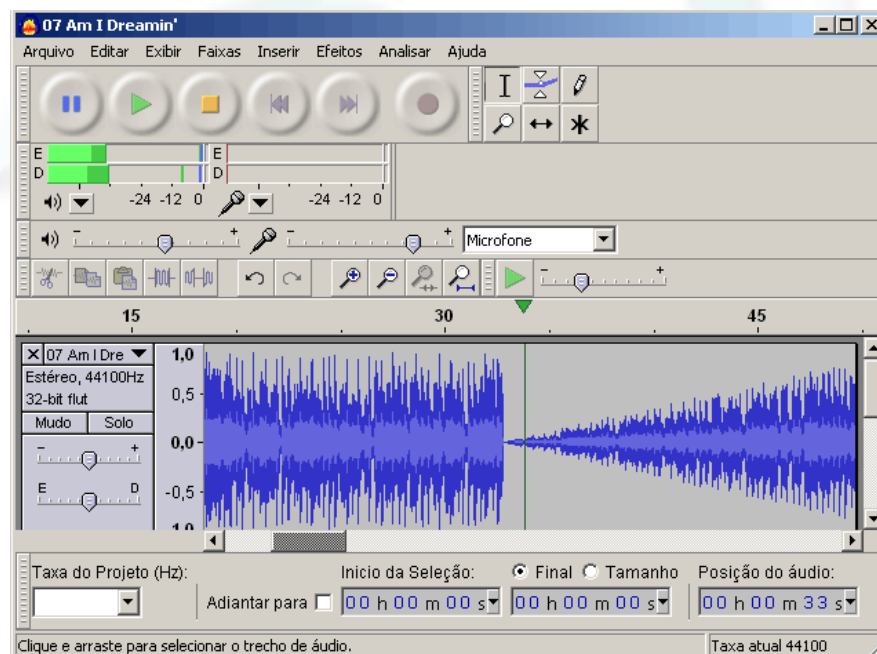 07 Am I Dreamin'
Arquivo Editar Exibir Faixas Inserir Efeitos Analisar Ajuda
E E
D D
-24 -12 0 -24 -12 0
- + - + Microfone
- +
15 30 45
07 Am I Dre 1,0
Estéreo, 44100Hz
32-bit flut 0,5
Mudo Solo
- + 0,0
E D -0,5
1.0
Taxa do Projeto (Hz): Inicio da Seleção: Final Tamanho Posição do áudio:
Adiantar para 00 h 00 m 00 s 00 h 00 m 00 s 00 h 00 m 33 s
Clique e arraste para selecionar o trecho de áudio. Taxa atual 44100